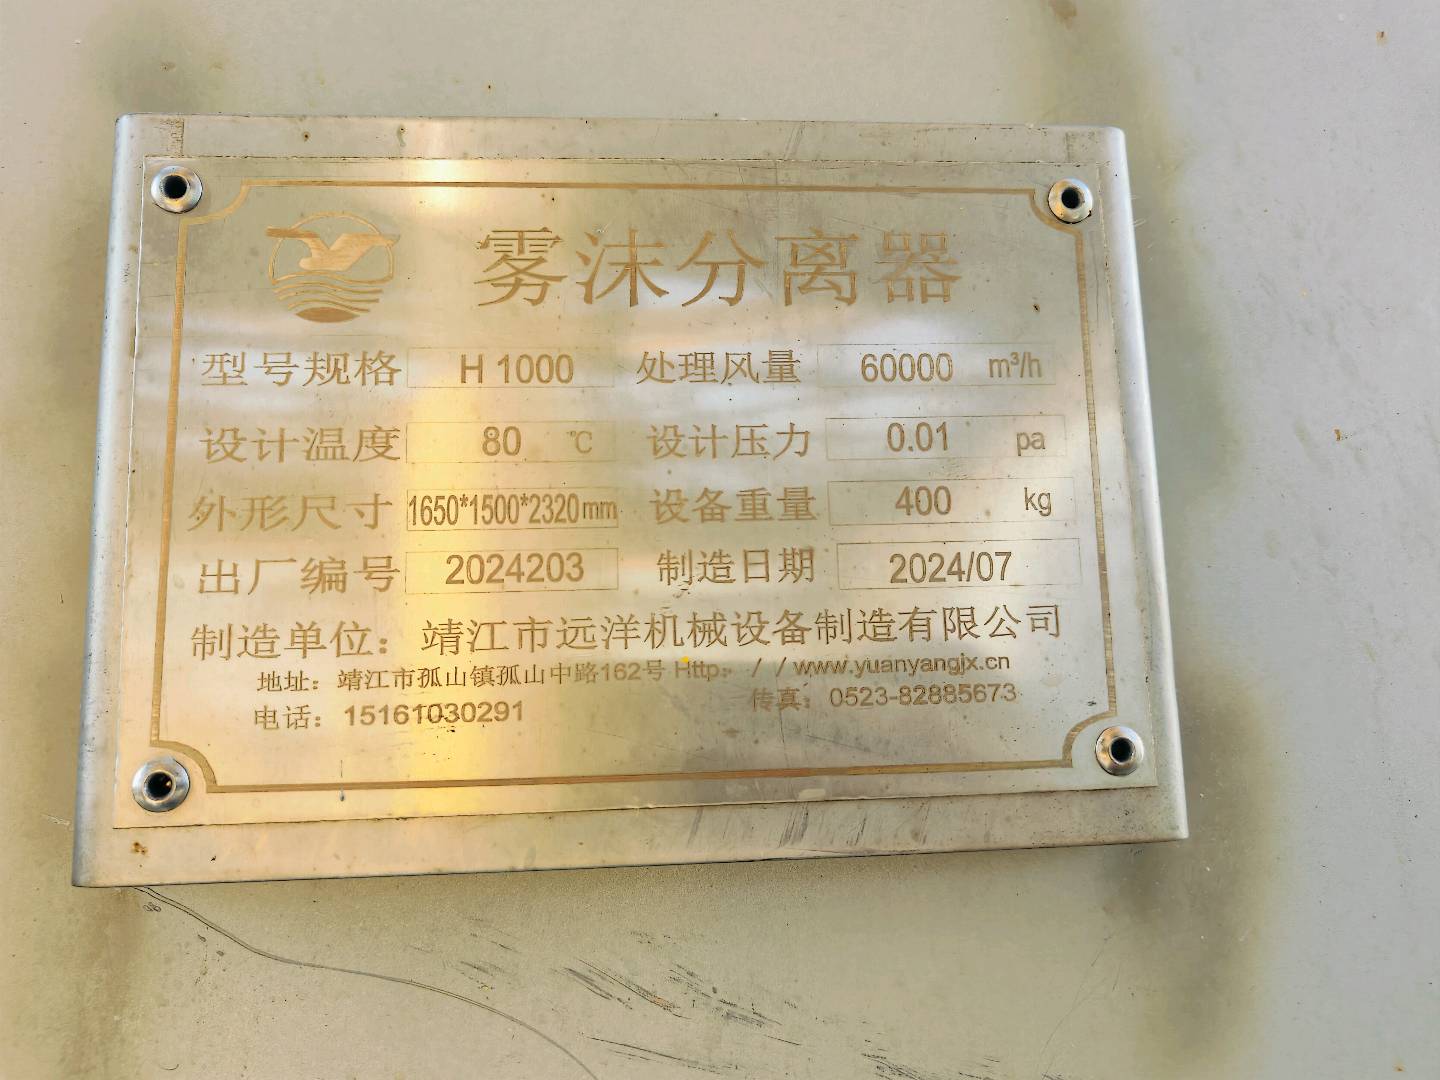 雾沫分离器
型号规格 H 1000 处理风量 60000 m³/h
设计温度 80 ℃ 设计压力 0.01 pa
外形尺寸 1650*1500*2320mm 设备重量 400 kg
出厂编号 2024203 制造日期 2024/07
制造单位：靖江市远洋机械设备制造有限公司
地址：靖江市孤山镇孤山中路162号 Http：//www.yuanyangjx.cn
电话：15161030291 传真：0523-82885673